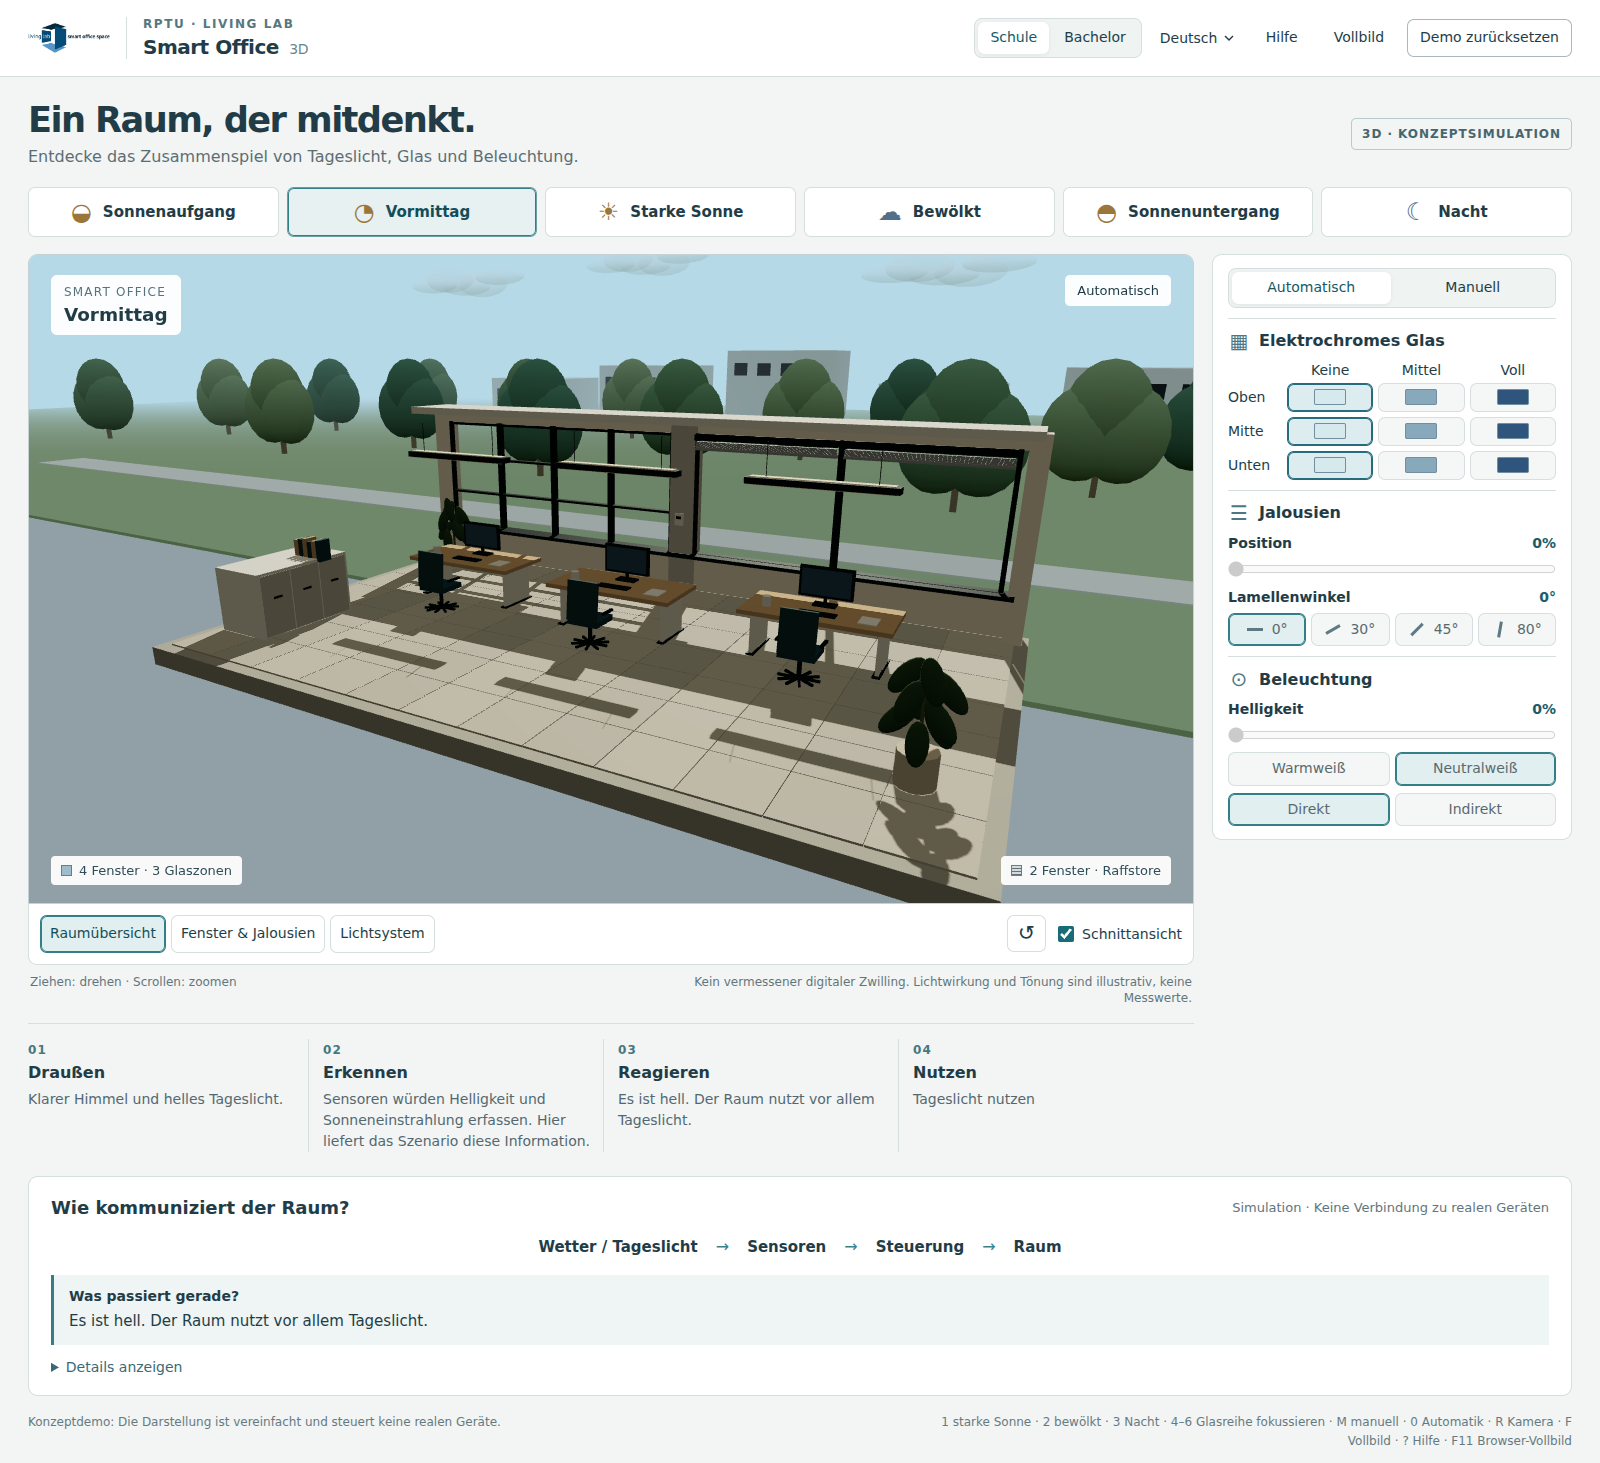 living lab smart office space
RPTU · LIVING LAB
Smart Office 3D
Schule
Bachelor
Deutsch
Hilfe
Vollbild
Demo zurücksetzen
Ein Raum, der mitdenkt.
Entdecke das Zusammenspiel von Tageslicht, Glas und Beleuchtung.
3D · KONZEPTSIMULATION
Sonnenaufgang
Vormittag
Starke Sonne
Bewölkt
Sonnenuntergang
Nacht
SMART OFFICE
Vormittag
Automatisch
4 Fenster · 3 Glaszonen
2 Fenster · Raffstore
Raumübersicht
Fenster & Jalousien
Lichtsystem
Schnittansicht
Ziehen: drehen · Scrollen: zoomen
Kein vermessener digitaler Zwilling. Lichtwirkung und Tönung sind illustrativ, keine
Messwerte.
Automatisch
Manuell
Elektrochromes Glas
Keine Mittel Voll
Oben
Mitte
Unten
Jalousien
Position 0%
Lamellenwinkel 0°
0° 30° 45° 80°
Beleuchtung
Helligkeit 0%
Warmweiß
Neutralweiß
Direkt
Indirekt
01
Draußen
Klarer Himmel und helles Tageslicht.
02
Erkennen
Sensoren würden Helligkeit und
Sonneneinstrahlung erfassen. Hier
liefert das Szenario diese Information.
03
Reagieren
Es ist hell. Der Raum nutzt vor allem
Tageslicht.
04
Nutzen
Tageslicht nutzen
Wie kommuniziert der Raum?
Simulation · Keine Verbindung zu realen Geräten
Wetter / Tageslicht → Sensoren → Steuerung → Raum
Was passiert gerade?
Es ist hell. Der Raum nutzt vor allem Tageslicht.
Details anzeigen
Konzeptdemo: Die Darstellung ist vereinfacht und steuert keine realen Geräte.
1 starke Sonne · 2 bewölkt · 3 Nacht · 4–6 Glasreihe fokussieren · M manuell · 0 Automatik · R Kamera · F
Vollbild · ? Hilfe · F11 Browser-Vollbild